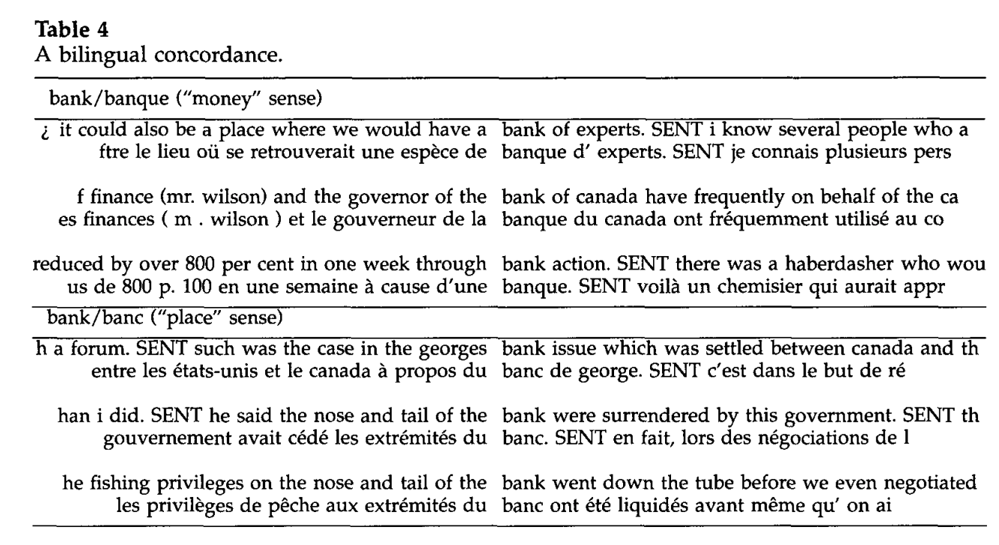 Table 4
A bilingual concordance.
bank/banque ("money" sense)
¿ it could also be a place where we would have a bank of experts. SENT i know several people who a
ftre le lieu oü se retrouverait une espèce de banque d' experts. SENT je connais plusieurs pers
f finance (mr. wilson) and the governor of the bank of canada have frequently on behalf of the ca
es finances ( m . wilson ) et le gouverneur de la banque du canada ont fréquemment utilisé au co
reduced by over 800 per cent in one week through bank action. SENT there was a haberdasher who wou
us de 800 p. 100 en une semaine à cause d'une banque. SENT voilà un chemisier qui aurait appr
bank/banc ("place" sense)
h a forum. SENT such was the case in the georges bank issue which was settled between canada and th
entre les états-unis et le canada à propos du banc de george. SENT c'est dans le but de ré
han i did. SENT he said the nose and tail of the bank were surrendered by this government. SENT th
gouvernement avait cédé les extrémités du banc. SENT en fait, lors des négociations de l
he fishing privileges on the nose and tail of the bank went down the tube before we even negotiated
les privilèges de pêche aux extrémités du banc ont été liquidés avant même qu' on ai